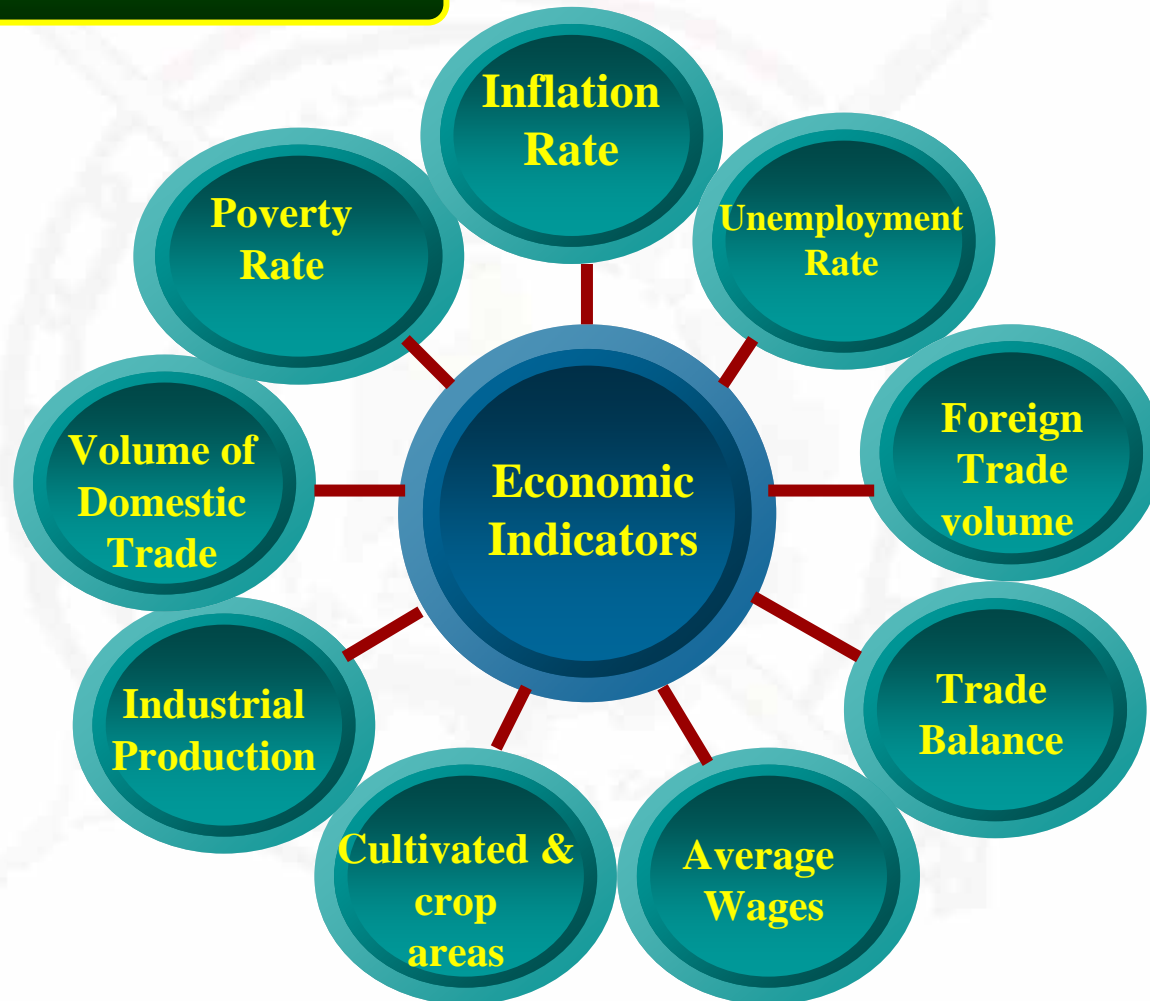 Inflation
Rate
Unemployment
Rate
Foreign
Trade
volume
Trade
Balance
Average
Wages
Cultivated &
crop
areas
Industrial
Production
Volume of
Domestic
Trade
Poverty
Rate
Economic
Indicators